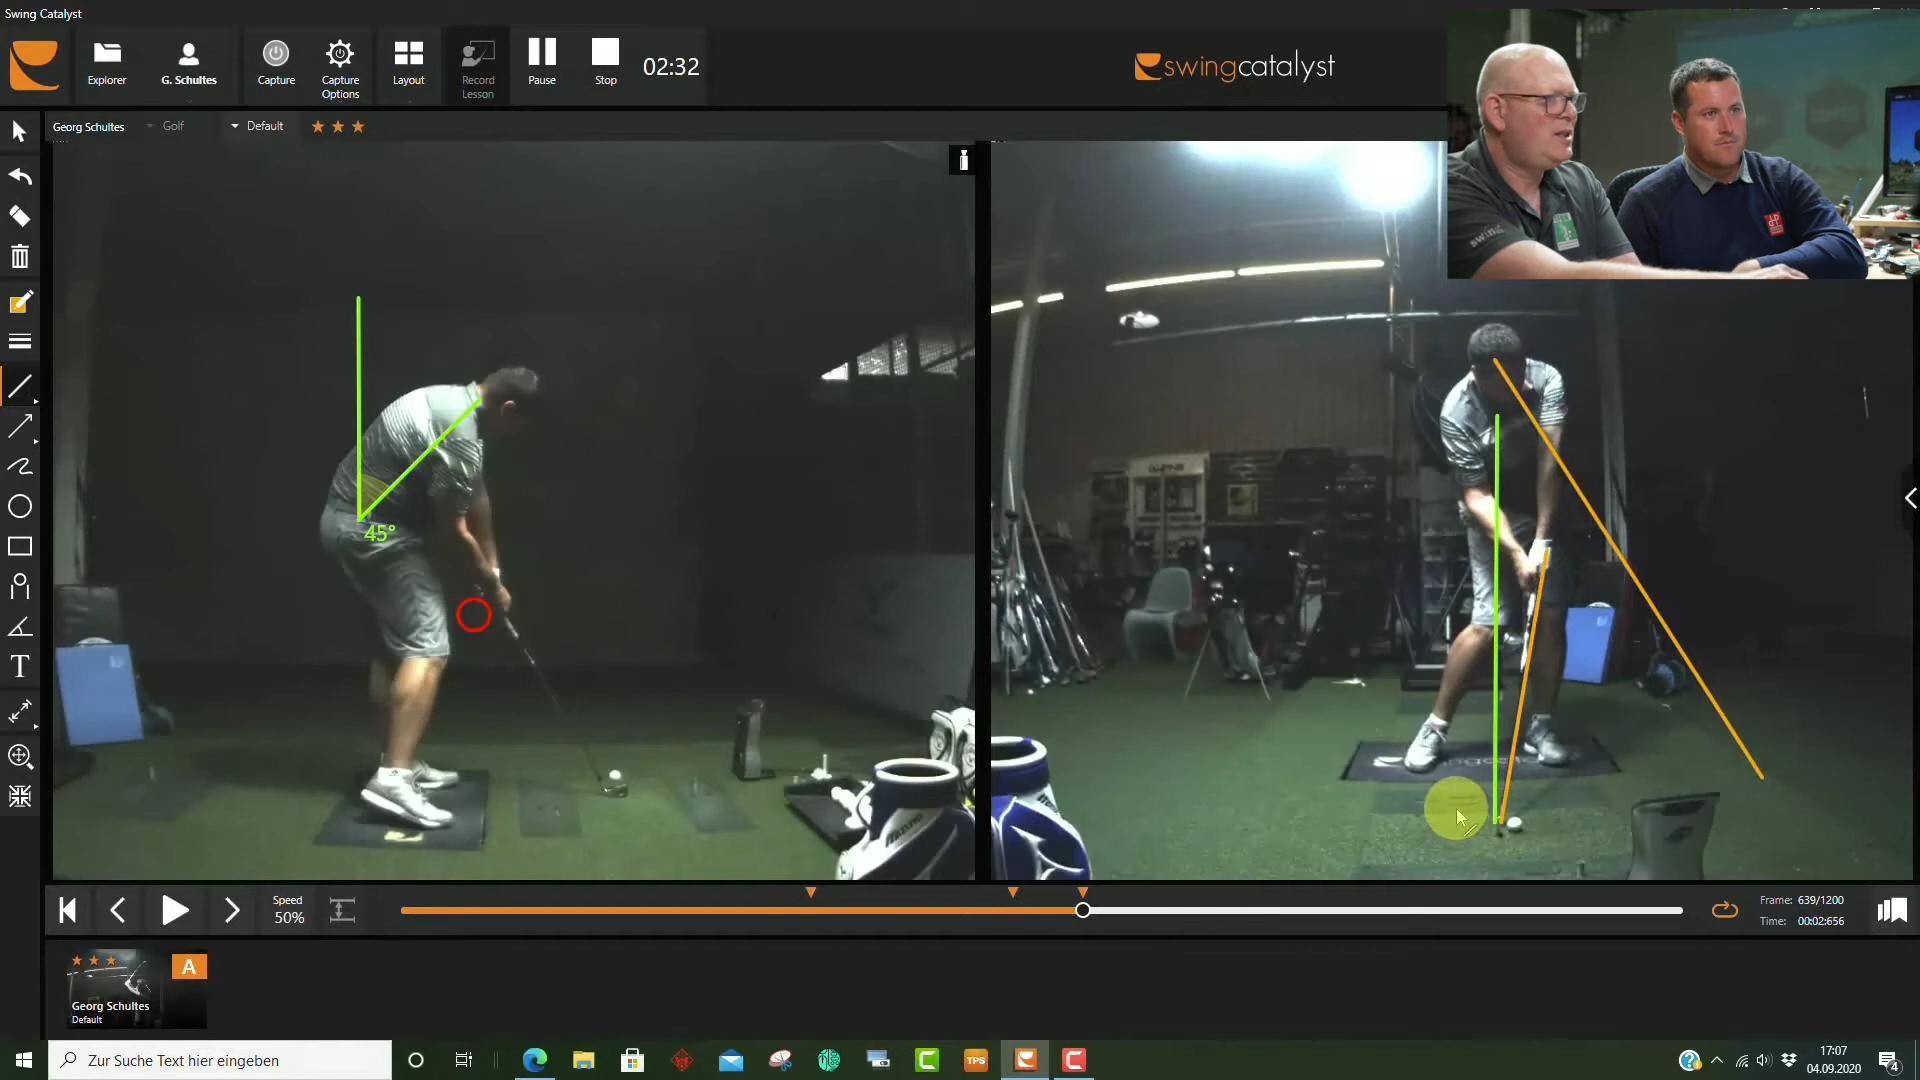 Swing Catalyst
Explorer
G. Schultes
Capture
Capture Options
Layout
Record Lesson
Pause
Stop
02:32
swingcatalyst
Georg Schultes
Golf
Default
45°
T
Speed
50%
Frame: 639/1200
Time: 00:02:656
A
Georg Schultes
Default
Zur Suche Text hier eingeben
TPS
17:07
04.09.2020
4